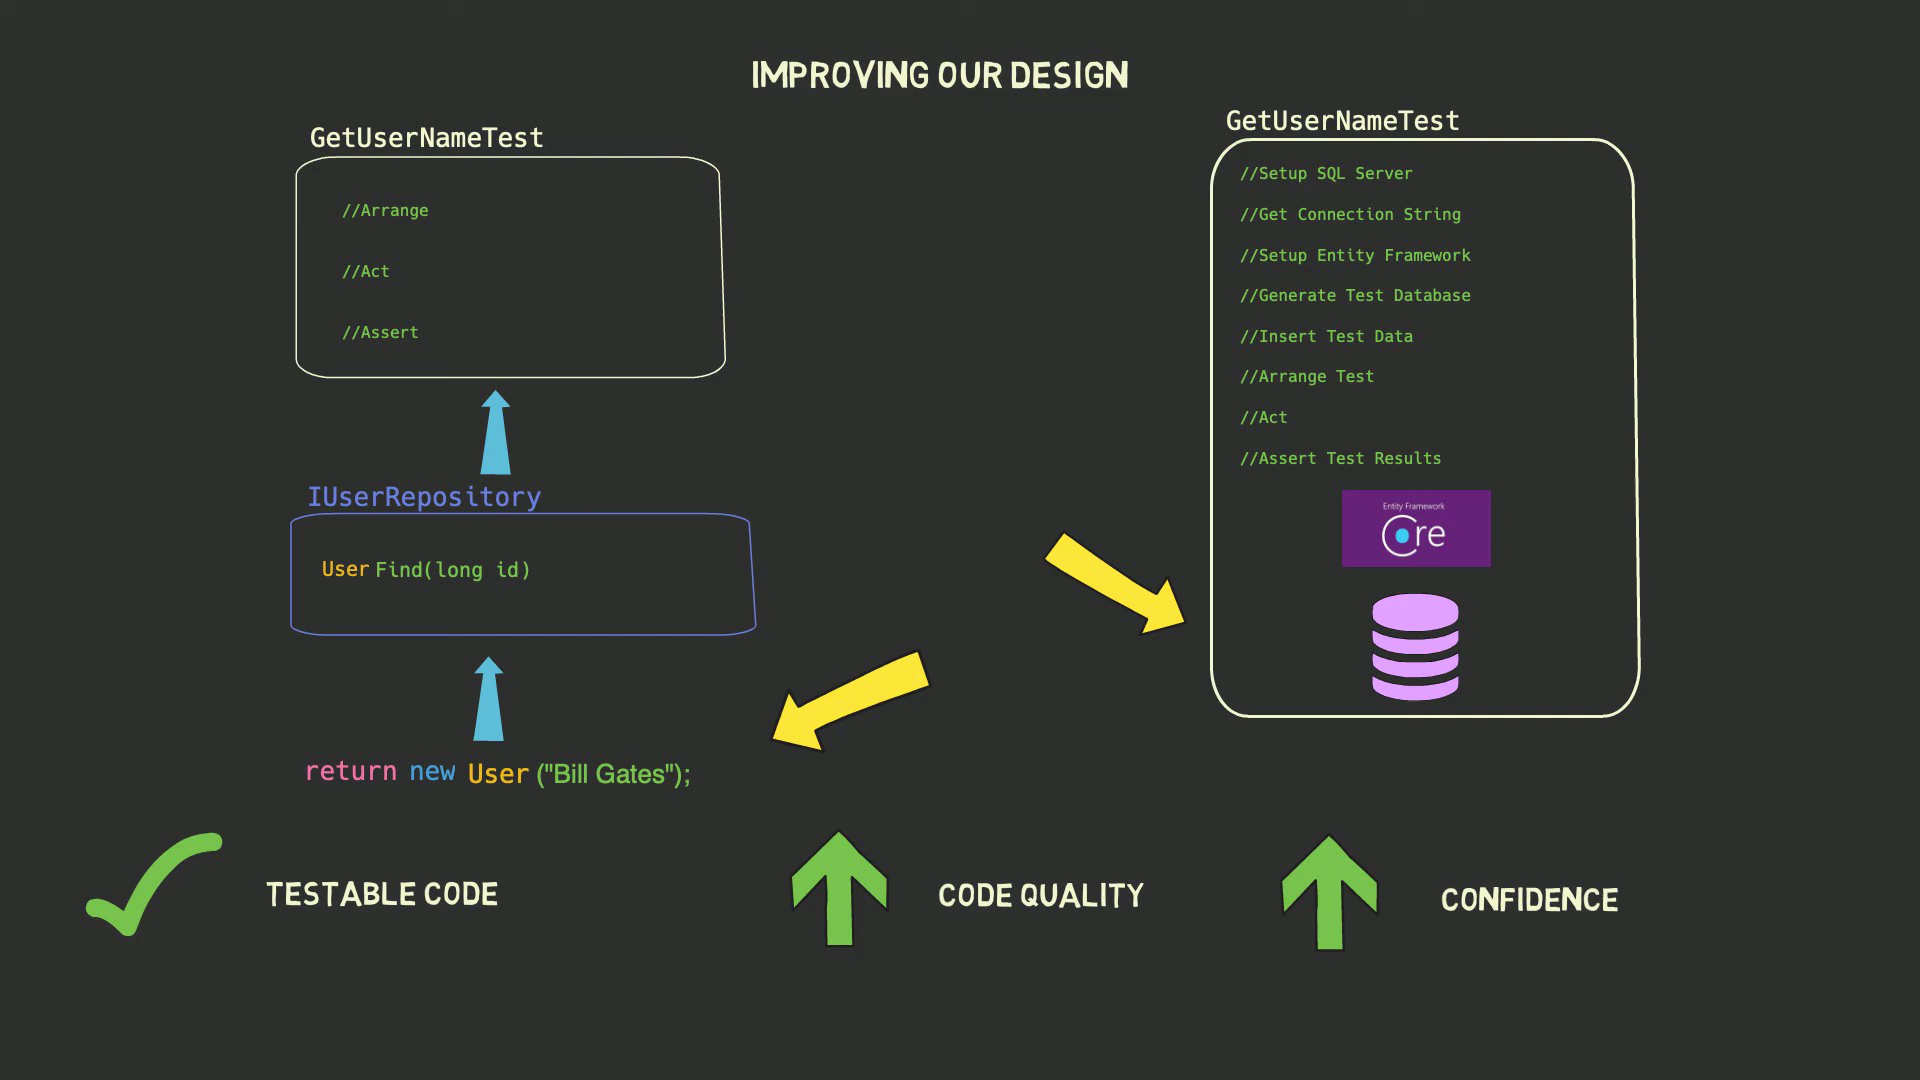 IMPROVING OUR DESIGN
GetUserNameTest
//Arrange
//Act
//Assert
IUserRepository
User Find(long id)
return new User ("Bill Gates");
GetUserNameTest
//Setup SQL Server
//Get Connection String
//Setup Entity Framework
//Generate Test Database
//Insert Test Data
//Arrange Test
//Act
//Assert Test Results
Entity Framework
Core
TESTABLE CODE
CODE QUALITY
CONFIDENCE